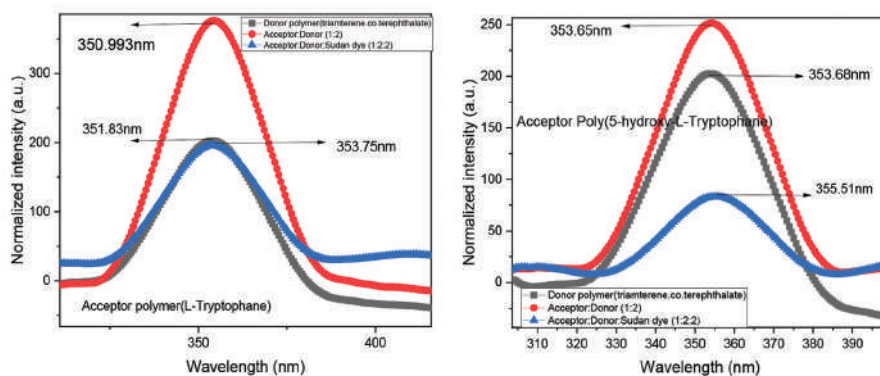 Donor polymer(triamterene.co.terephthalate)
Acceptor:Donor (1:2)
Acceptor:Donor:Sudan dye (1:2:2)
350.993nm
351.83nm
353.75nm
Acceptor polymer(L-Tryptophane)
Normalized intensity (a.u.)
300
200
100
0
350
400
Wavelength (nm)
353.65nm
353.68nm
Acceptor Poly(5-hydroxy-L-Tryptophane)
355.51nm
Donor polymer(triamterene.co.terephthalate)
Acceptor:Donor (1:2)
Acceptor:Donor:Sudan dye (1:2:2)
Normalized intensity (a.u.)
250
200
150
100
50
0
310 320 330 340 350 360 370 380 390
Wavelength (nm)